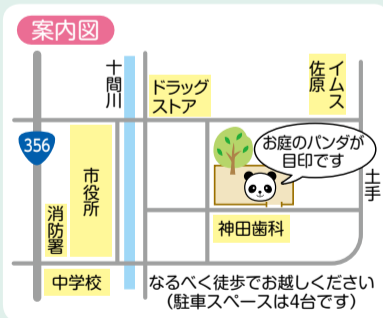 案内図
十間川
ドラッグ
ストア
イムス
佐原
356
お庭のパンダが
目印です
土手
市役所
消防署
神田歯科
中学校
なるべく徒歩でお越しください
(駐車スペースは4台です)